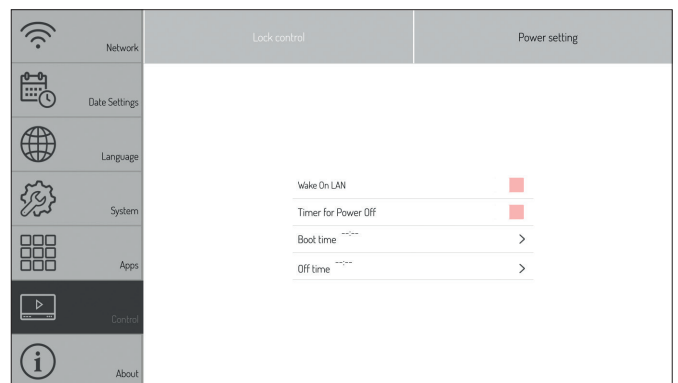 Network
Lock control
Power setting
Date Settings
Language
Wake On LAN
System
Timer for Power Off
Boot time --:--
Apps
Off time --:--
Control
About